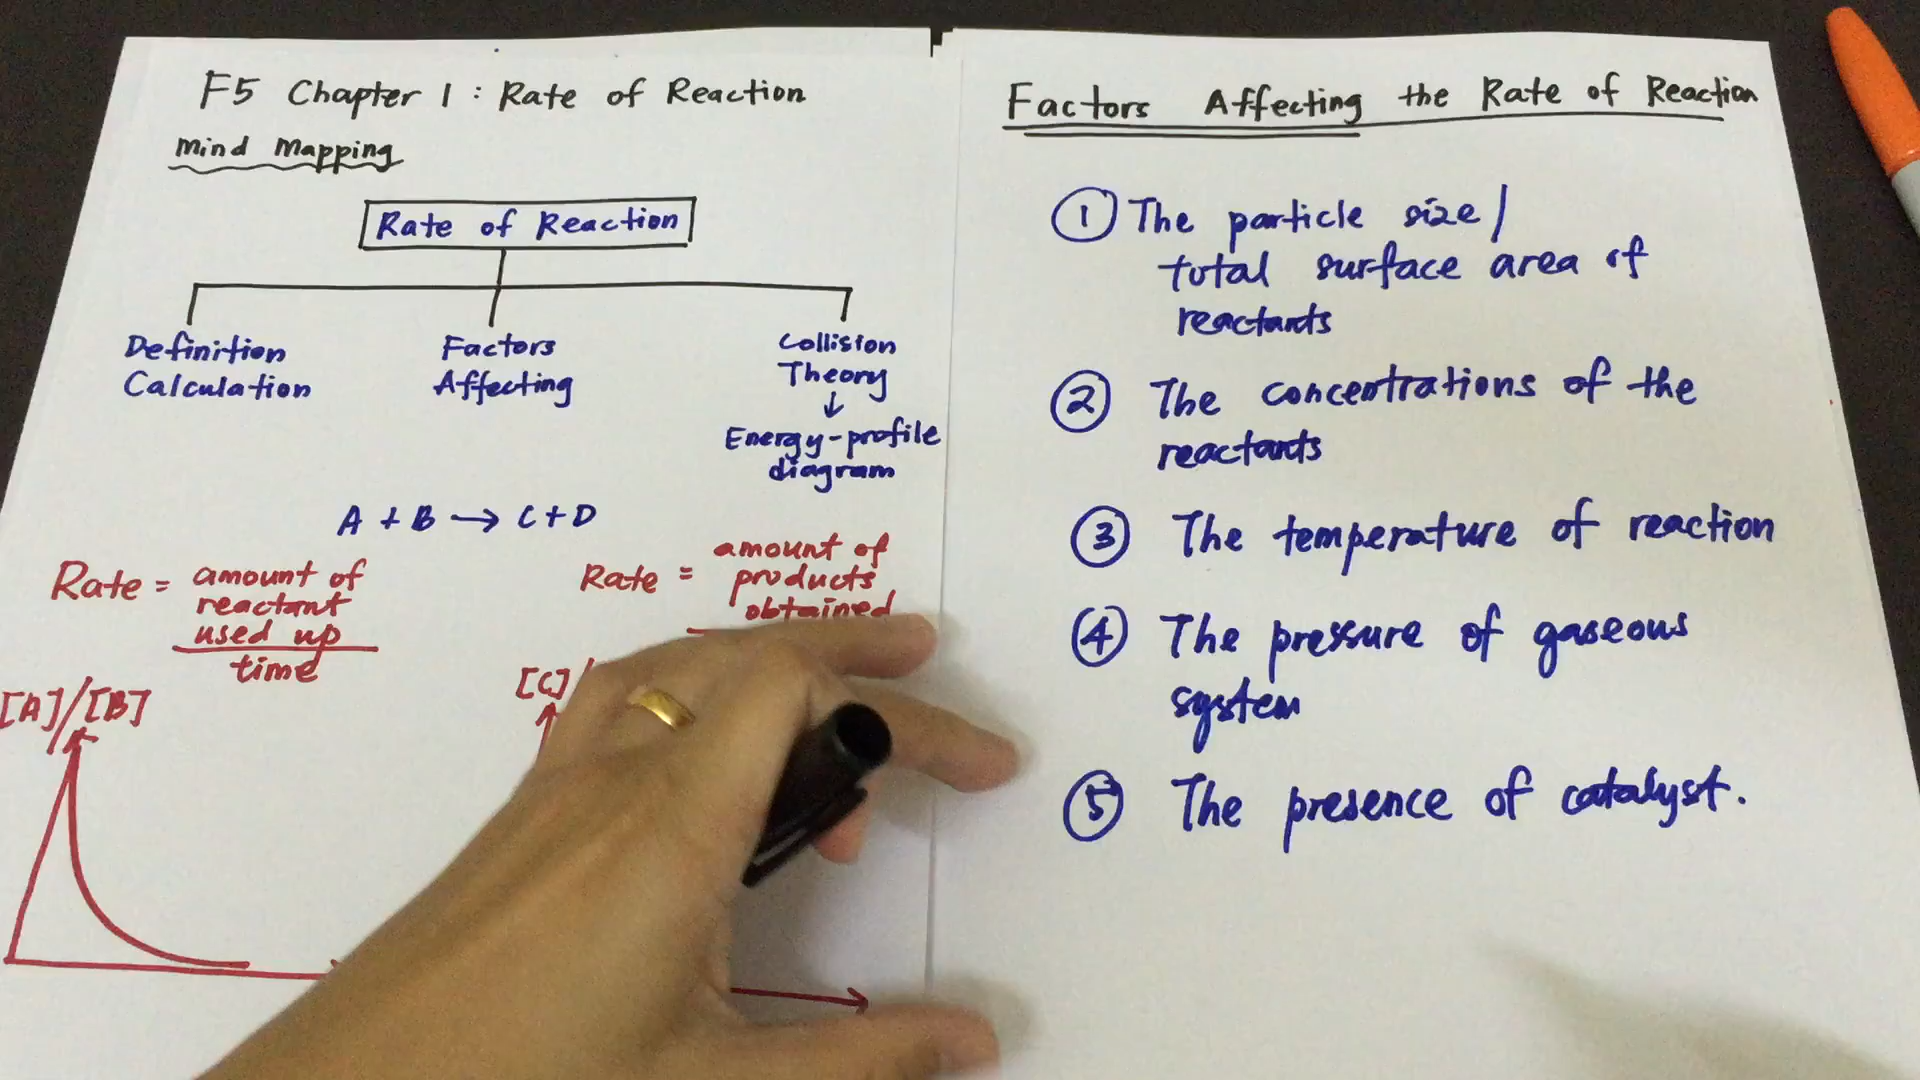 F5 Chapter 1 : Rate of Reaction
Mind Mapping
Rate of Reaction
Definition
Calculation
Factors
Affecting
Collision
Theory
↓
Energy-profile
diagram
A + B → C + D
Rate = amount of
reactant
used up
time
Rate = amount of
products
obtained
[A]/[B]
[C]/
Factors Affecting the Rate of Reaction
① The particle size/
total surface area of
reactants
② The concentrations of the
reactants
③ The temperature of reaction
④ The pressure of gaseous
system
⑤ The presence of catalyst.